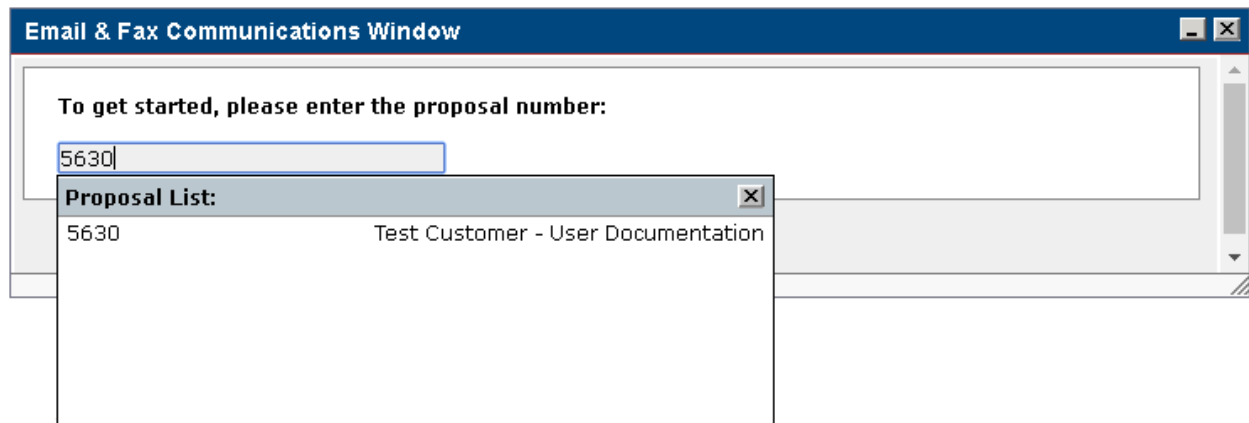 Email & Fax Communications Window
To get started, please enter the proposal number:
5630
Proposal List:
5630 Test Customer - User Documentation